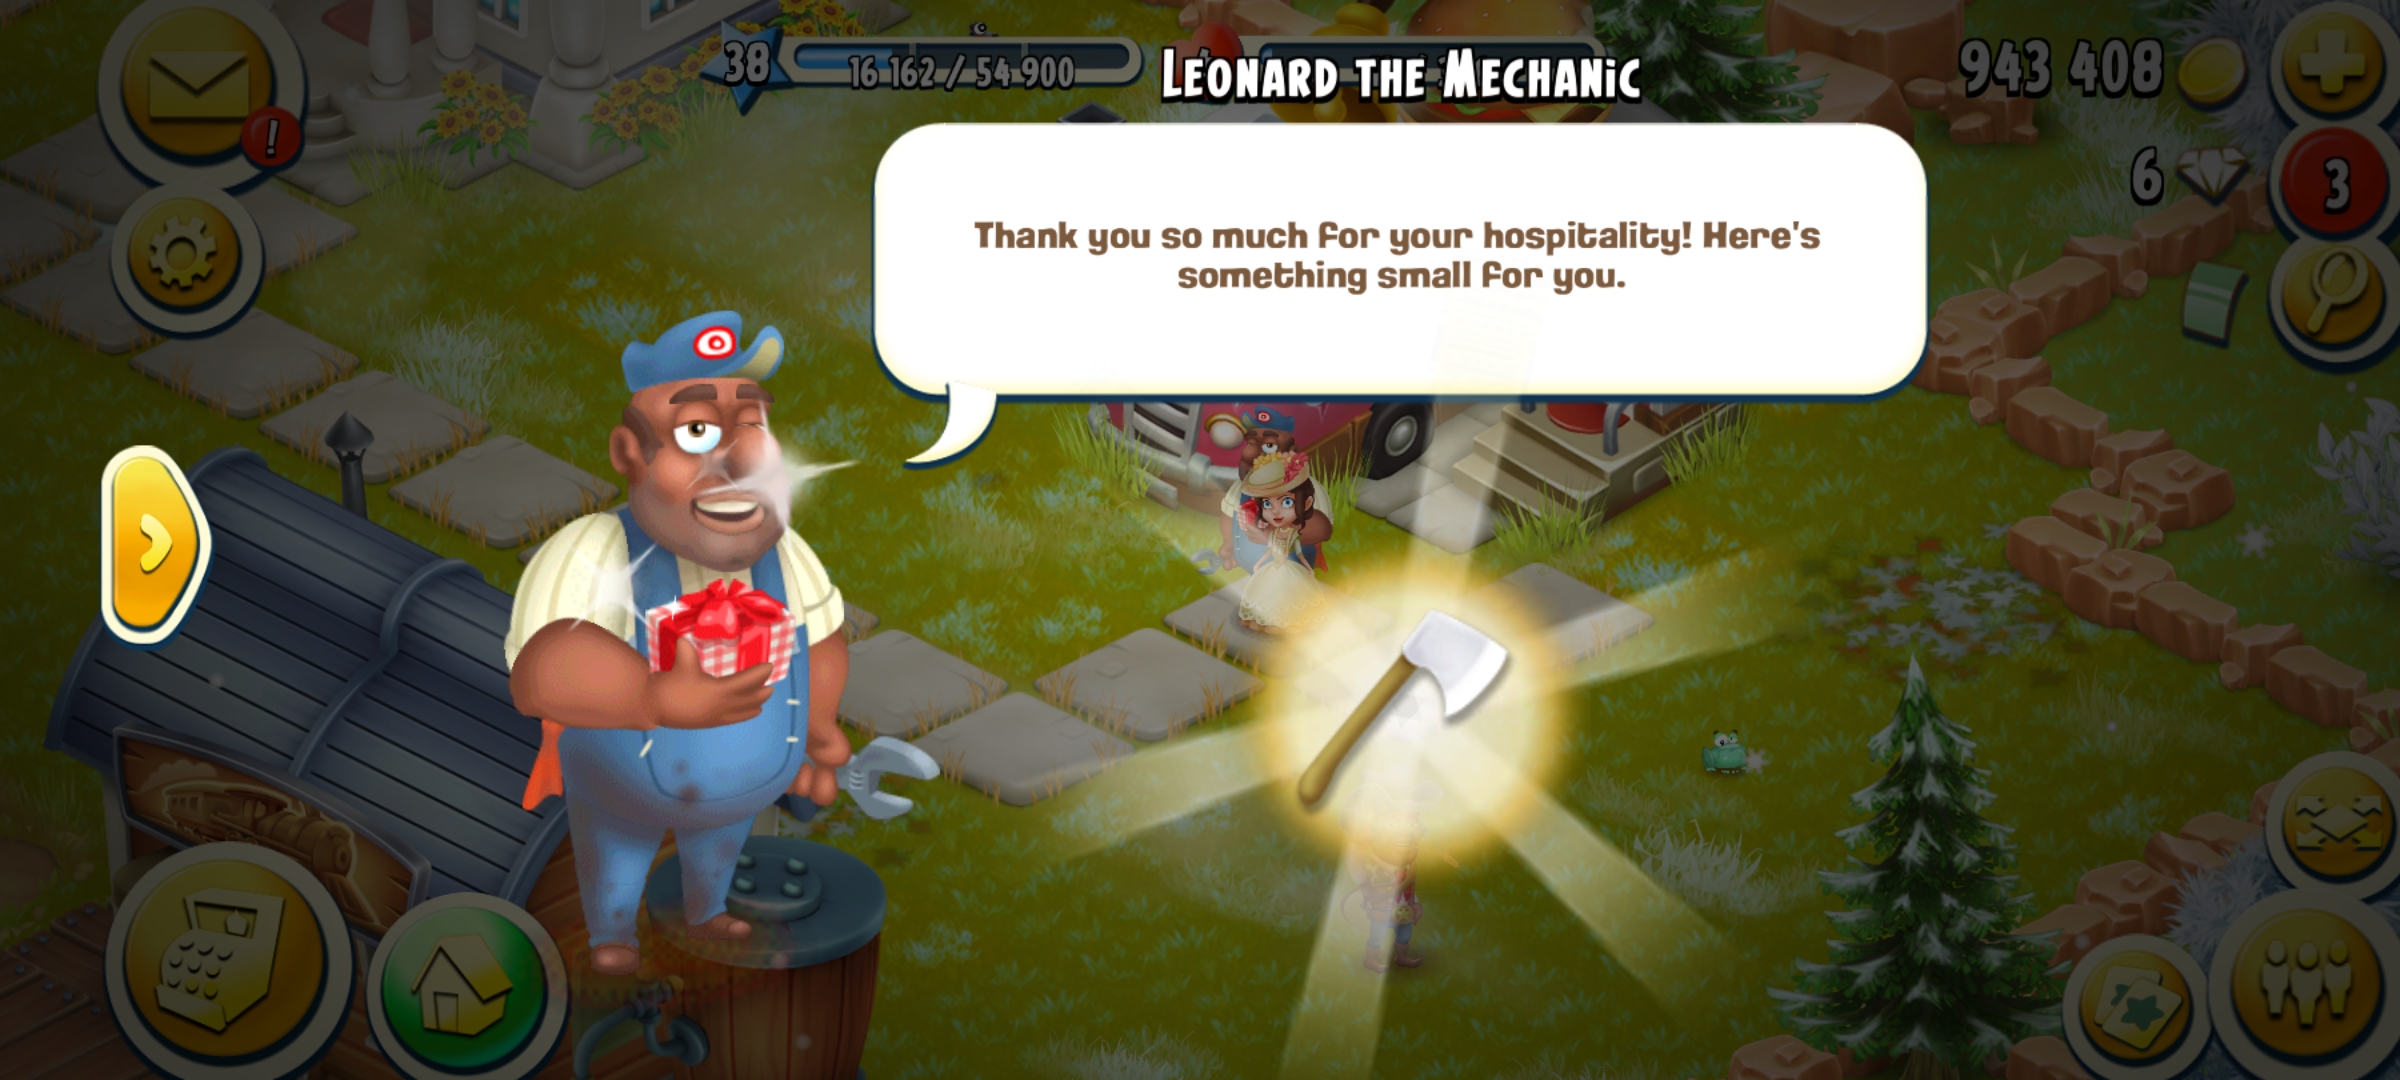 38
16 162 / 54 900
LEONARD THE MECHANiC
943 408
!
6
3
Thank you so much for your hospitality! Here's
something small for you.